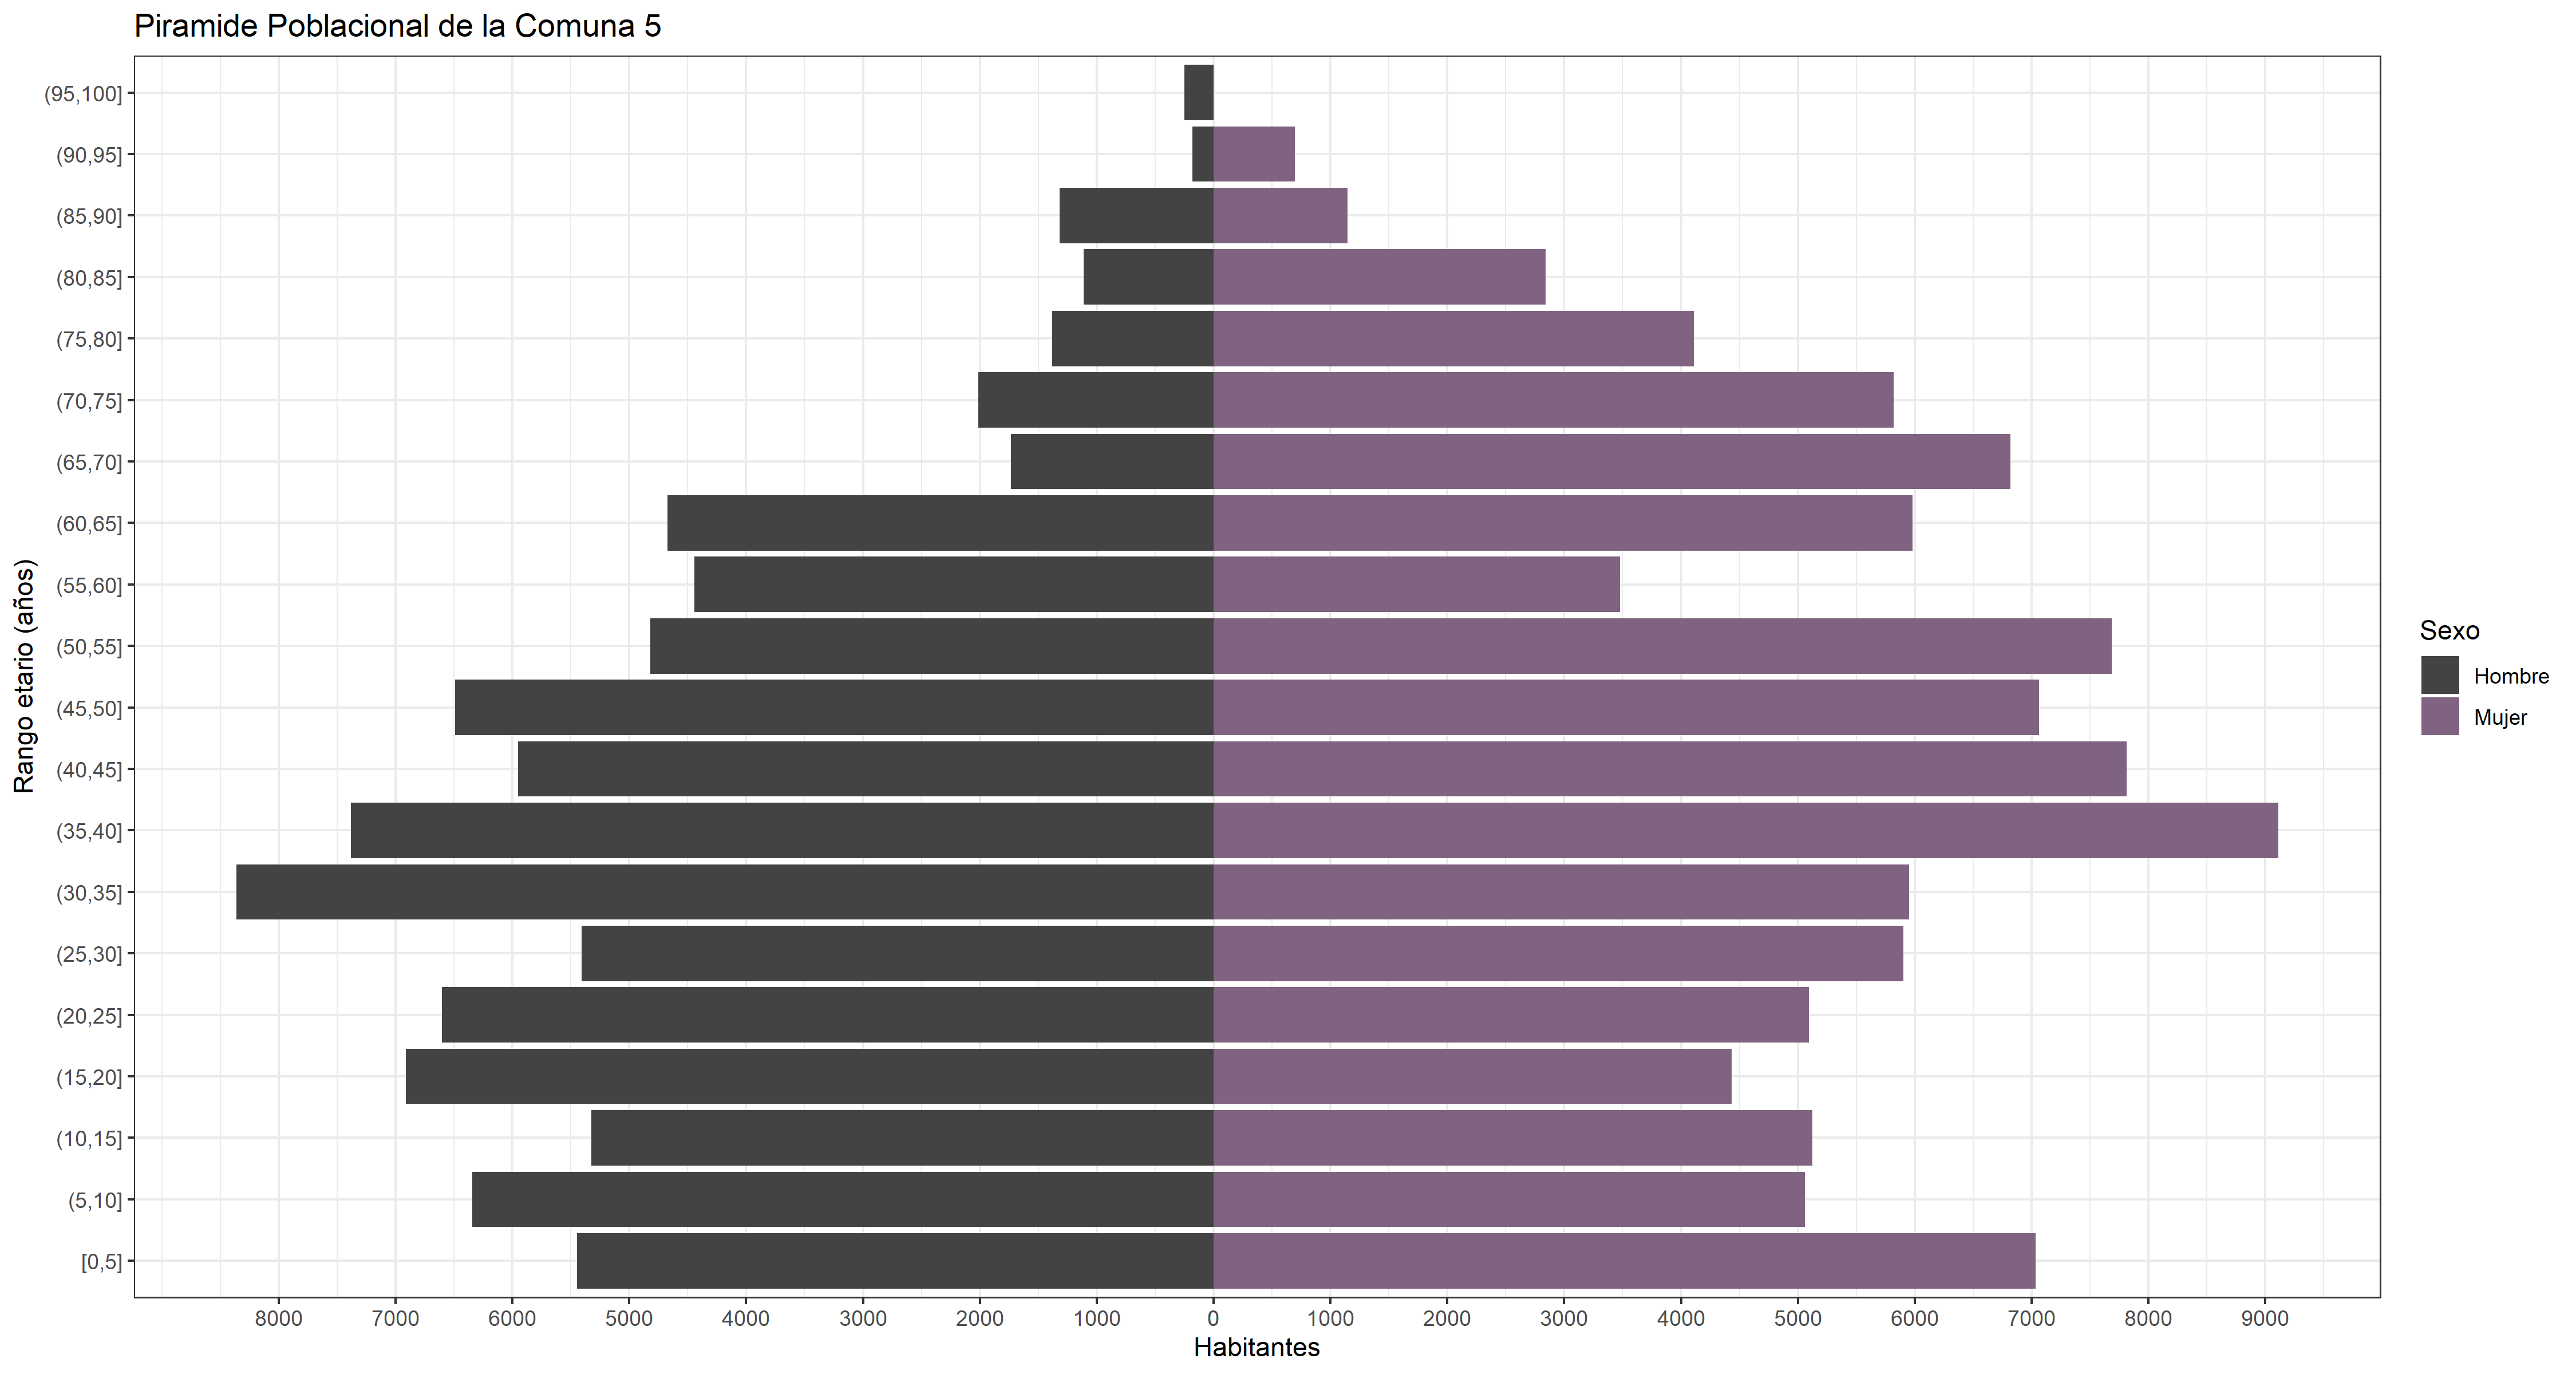 Piramide Poblacional de la Comuna 5
Rango etario (años)
(95,100]
(90,95]
(85,90]
(80,85]
(75,80]
(70,75]
(65,70]
(60,65]
(55,60]
(50,55]
(45,50]
(40,45]
(35,40]
(30,35]
(25,30]
(20,25]
(15,20]
(10,15]
(5,10]
[0,5]
8000 7000 6000 5000 4000 3000 2000 1000 0 1000 2000 3000 4000 5000 6000 7000 8000 9000
Habitantes
Sexo
Hombre
Mujer